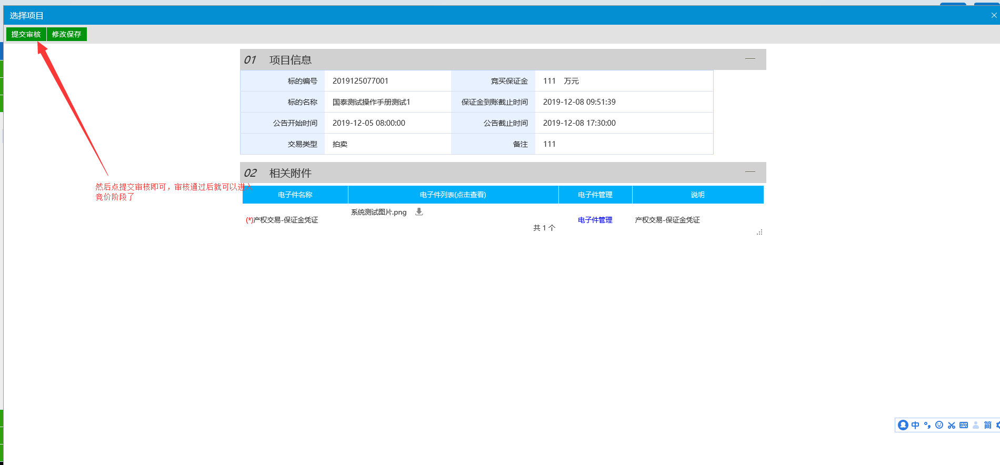 选择项目
提交审核 修改保存
01 项目信息
标的编号 2019125077001 竞买保证金 111 万元
标的名称 国泰测试操作手册测试1 保证金到账截止时间 2019-12-08 09:51:39
公告开始时间 2019-12-05 08:00:00 公告截止时间 2019-12-08 17:30:00
交易类型 拍卖 备注 111
02 相关附件
然后点提交审核即可，审核通过后就可以进入
竞价阶段了
电子件名称 电子件列表(点击查看) 电子件管理 说明
(*)产权交易-保证金凭证 系统测试图片.png 电子件管理 产权交易-保证金凭证
共 1 个
中 简